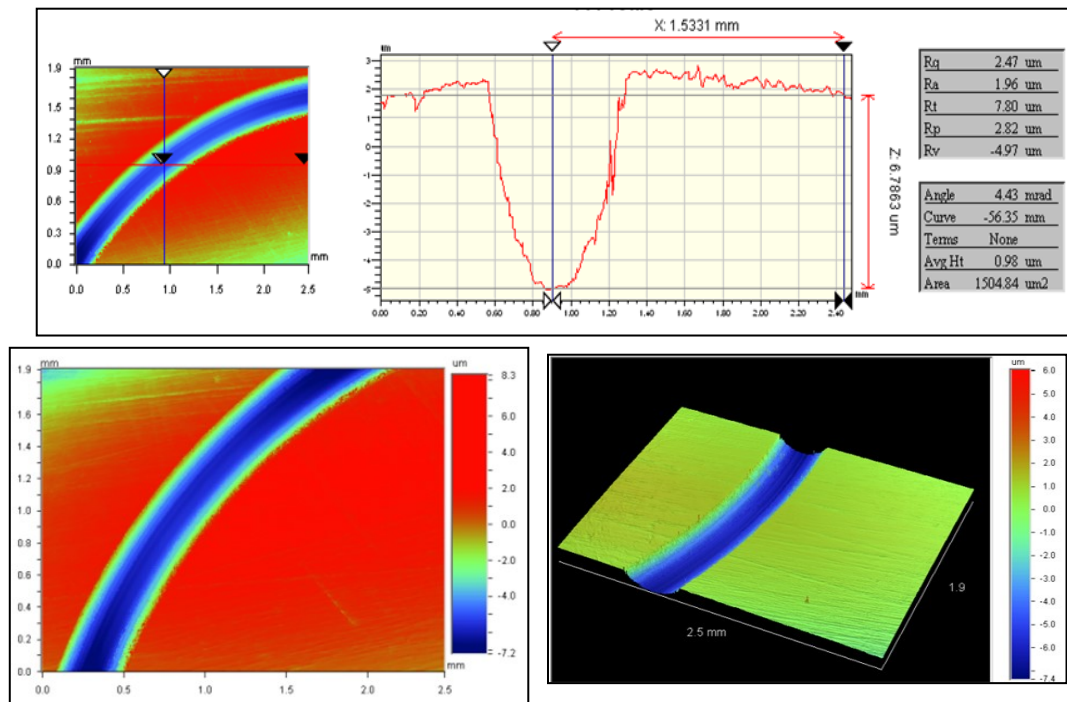 X: 1.5331 mm
mm
1.9
1.5
1.2
0.9
0.6
0.3
0.0
0.0 0.5 1.0 1.5 2.0 2.5
mm
um
3
2
1
0
-1
-2
-3
-4
-5
mm
0.00 0.20 0.40 0.60 0.80 1.00 1.20 1.40 1.60 1.80 2.00 2.20 2.40
Z: 6.7863 um
Rq 2.47 um
Ra 1.96 um
Rt 7.80 um
Rp 2.82 um
Rv -4.97 um
Angle 4.43 mrad
Curve -56.35 mm
Terms None
Avg Ht 0.98 um
Area 1504.84 um2
mm
1.9
1.6
1.4
1.2
1.0
0.8
0.6
0.4
0.2
0.0
0.0 0.5 1.0 1.5 2.0 2.5
mm
um
8.3
6.0
4.0
2.0
0.0
-2.0
-4.0
-7.2
2.5 mm
1.9
um
6.0
5.0
4.0
3.0
2.0
1.0
0.0
-1.0
-2.0
-3.0
-4.0
-5.0
-6.0
-7.4